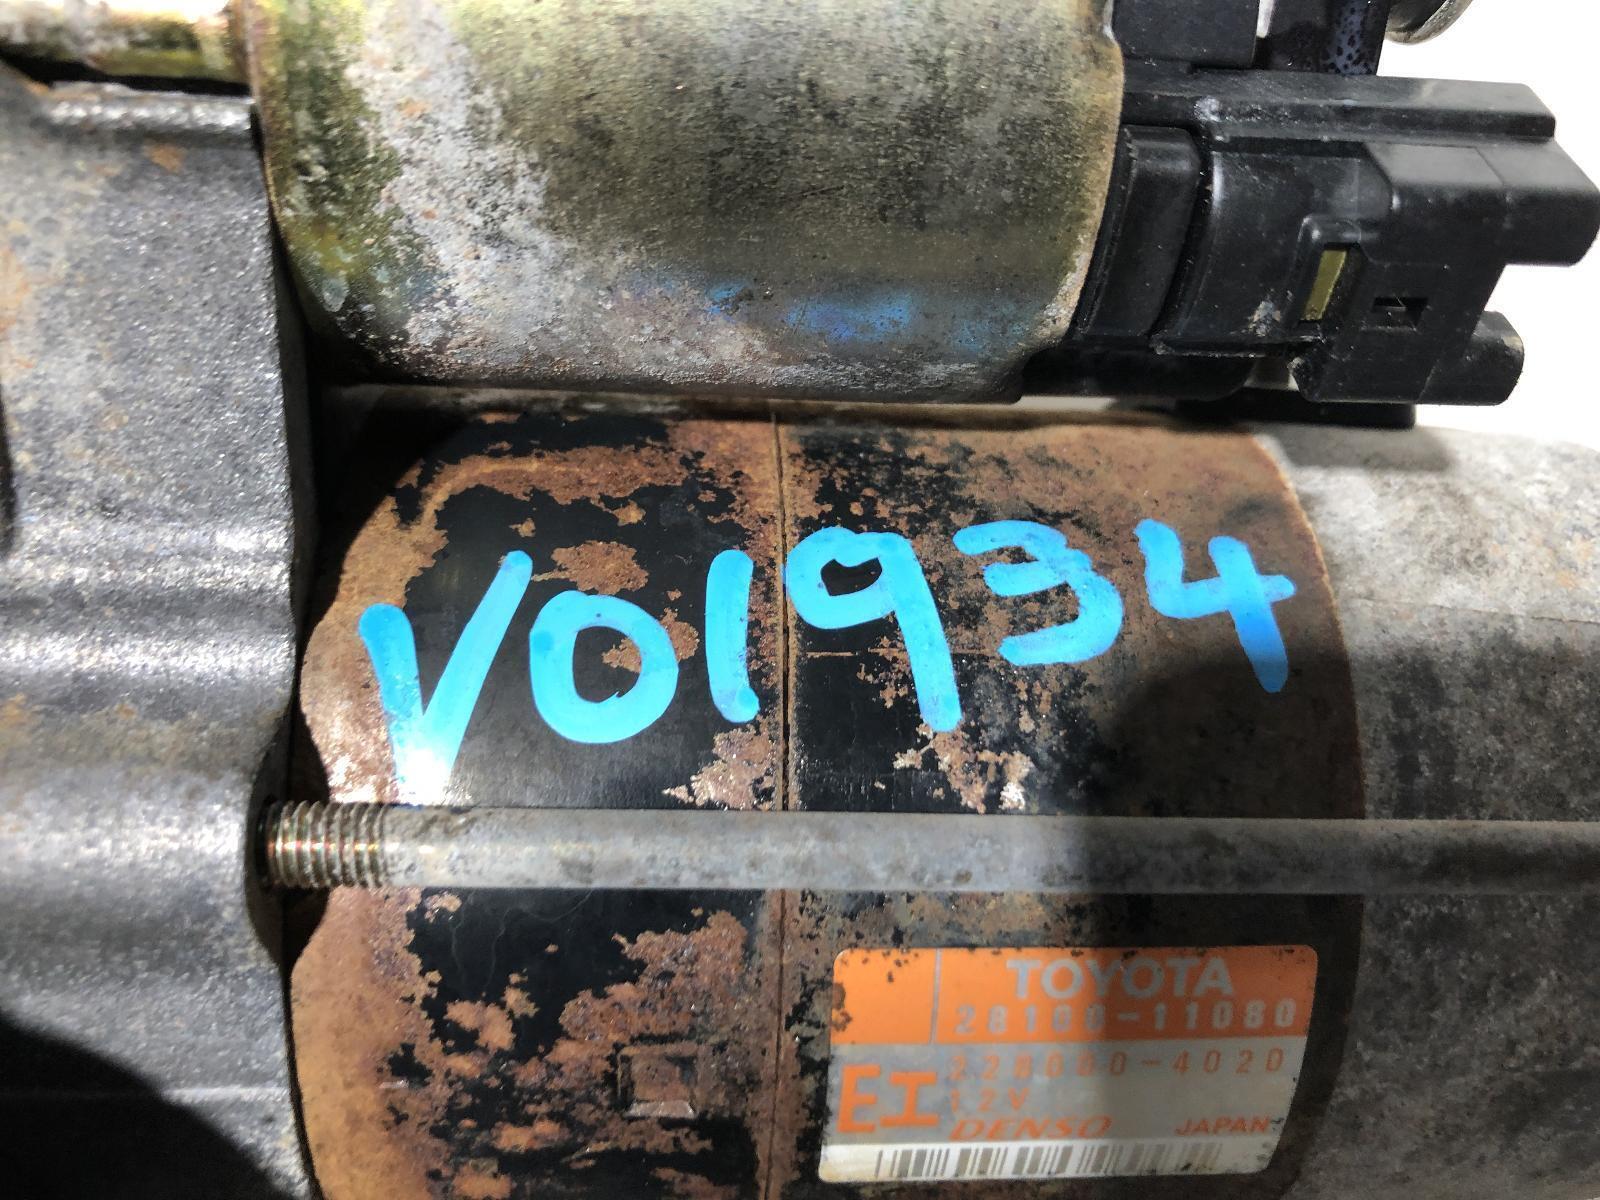 V01934
TOYOTA
28100-11080
228000-4020
EI 12V
DENSO JAPAN